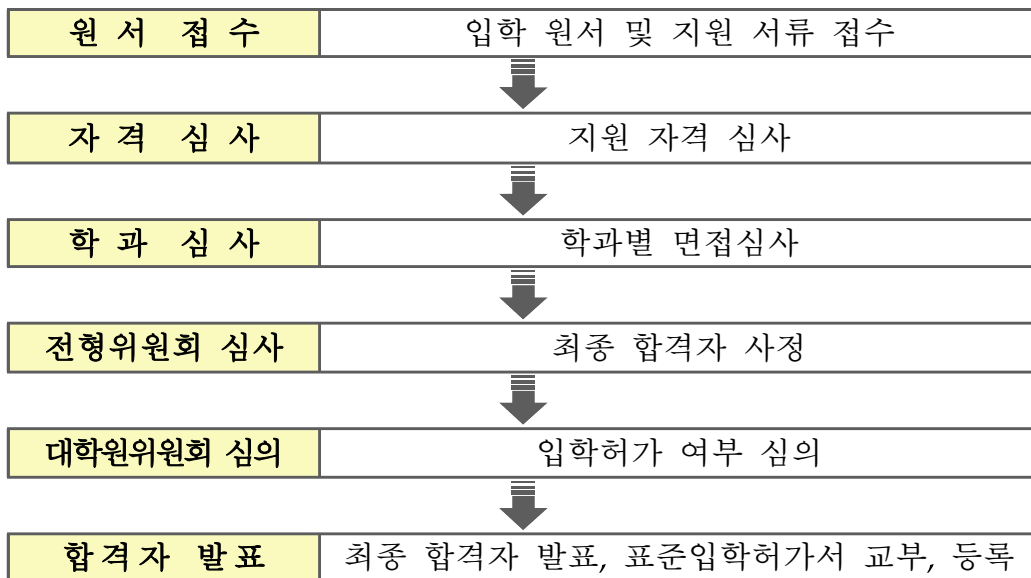 원 서 접 수 입학 원서 및 지원 서류 접수
자 격 심 사 지원 자격 심사
학 과 심 사 학과별 면접심사
전형위원회 심사 최종 합격자 사정
대학원위원회 심의 입학허가 여부 심의
합격자 발표 최종 합격자 발표, 표준입학허가서 교부, 등록